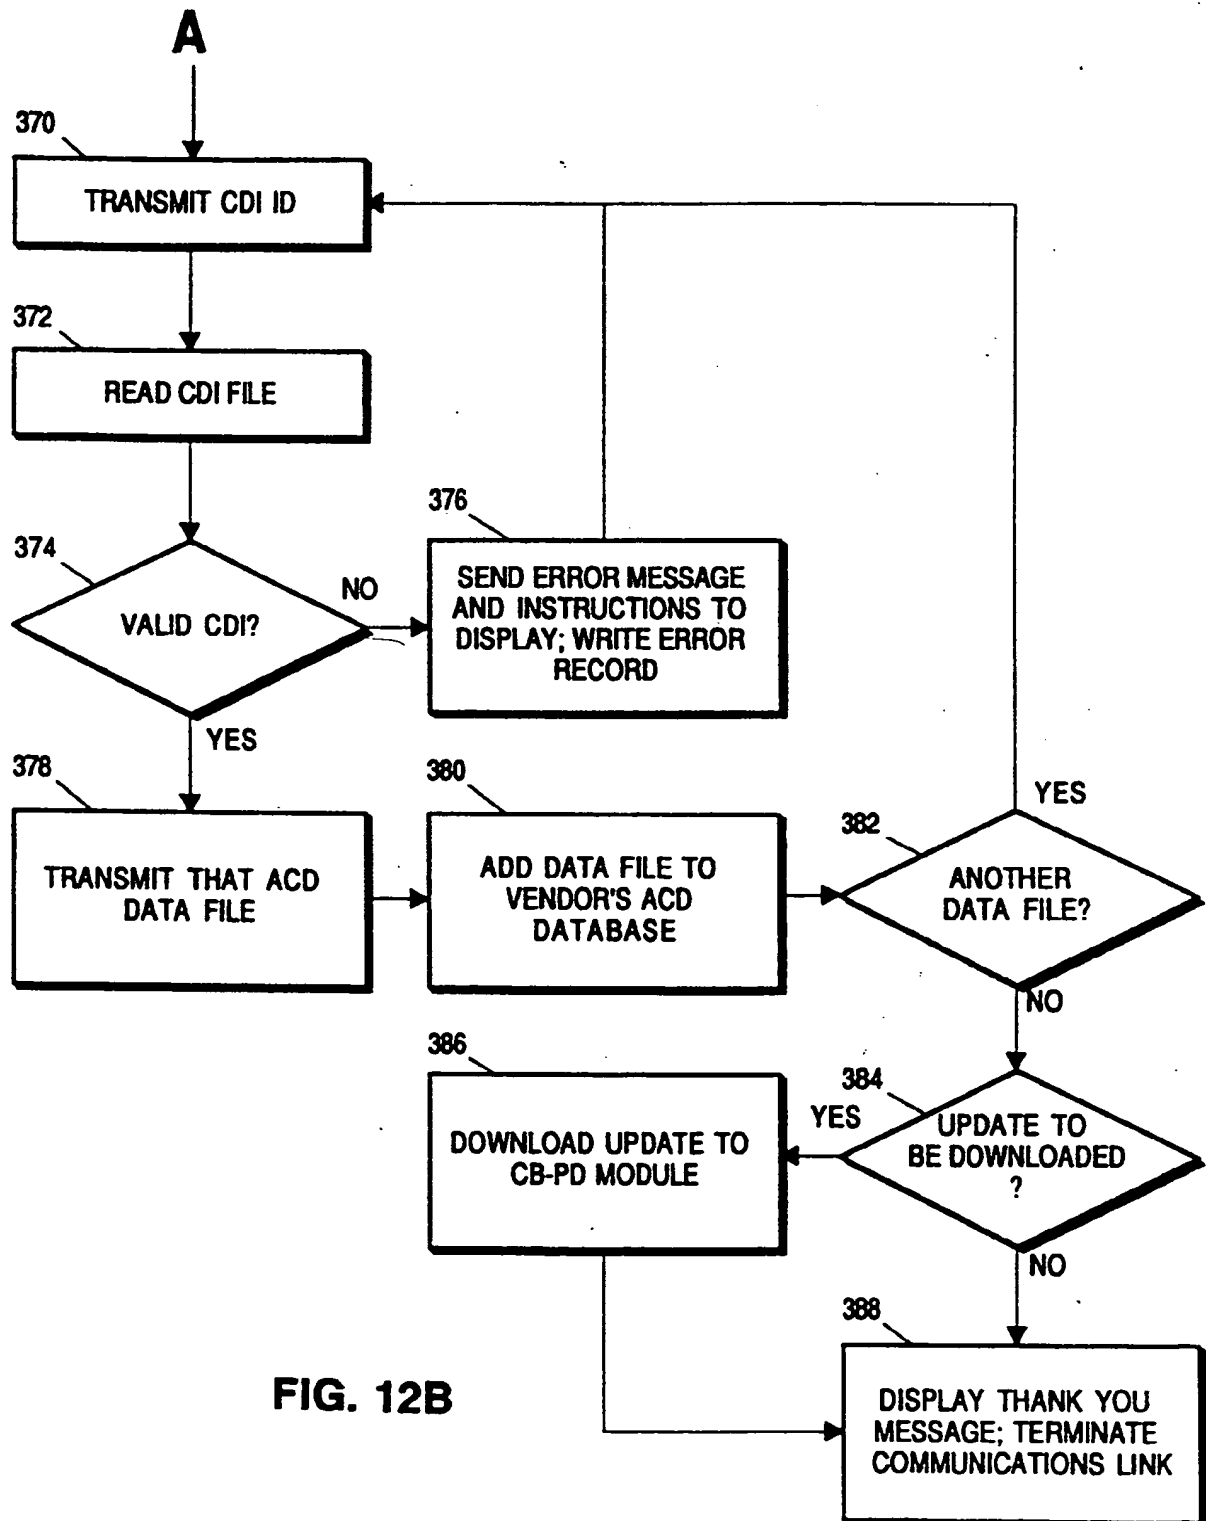 A
370
TRANSMIT CDI ID
372
READ CDI FILE
374
VALID CDI?
NO
YES
376
SEND ERROR MESSAGE
AND INSTRUCTIONS TO
DISPLAY; WRITE ERROR
RECORD
378
TRANSMIT THAT ACD
DATA FILE
380
ADD DATA FILE TO
VENDOR'S ACD
DATABASE
382
YES
ANOTHER
DATA FILE?
NO
384
YES
UPDATE TO
BE DOWNLOADED
?
NO
386
DOWNLOAD UPDATE TO
CB-PD MODULE
388
DISPLAY THANK YOU
MESSAGE; TERMINATE
COMMUNICATIONS LINK
FIG. 12B